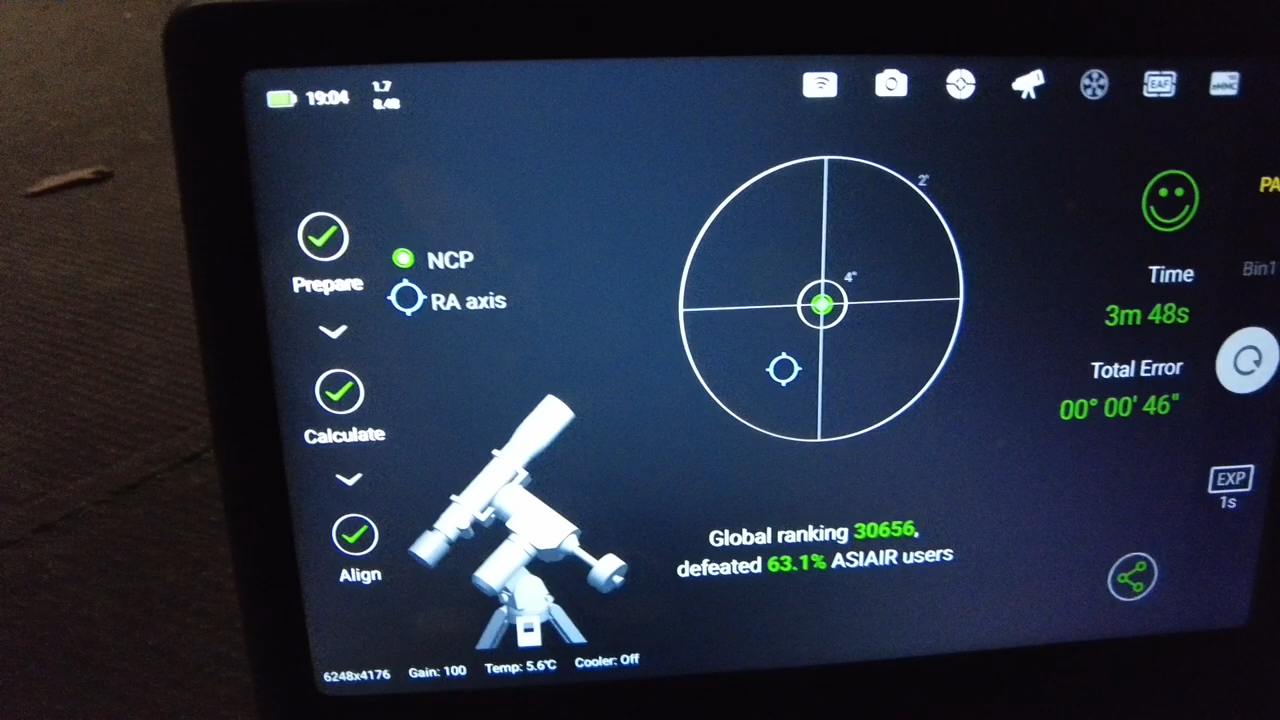 19:04
1.7
8.48
EAF
2'
PA
NCP
Prepare
RA axis
4"
Time
Bin1
3m 48s
Total Error
00° 00' 46"
Calculate
EXP
1s
Global ranking 30656,
defeated 63.1% ASIAIR users
Align
6248x4176 Gain: 100 Temp: 5.6℃ Cooler: Off